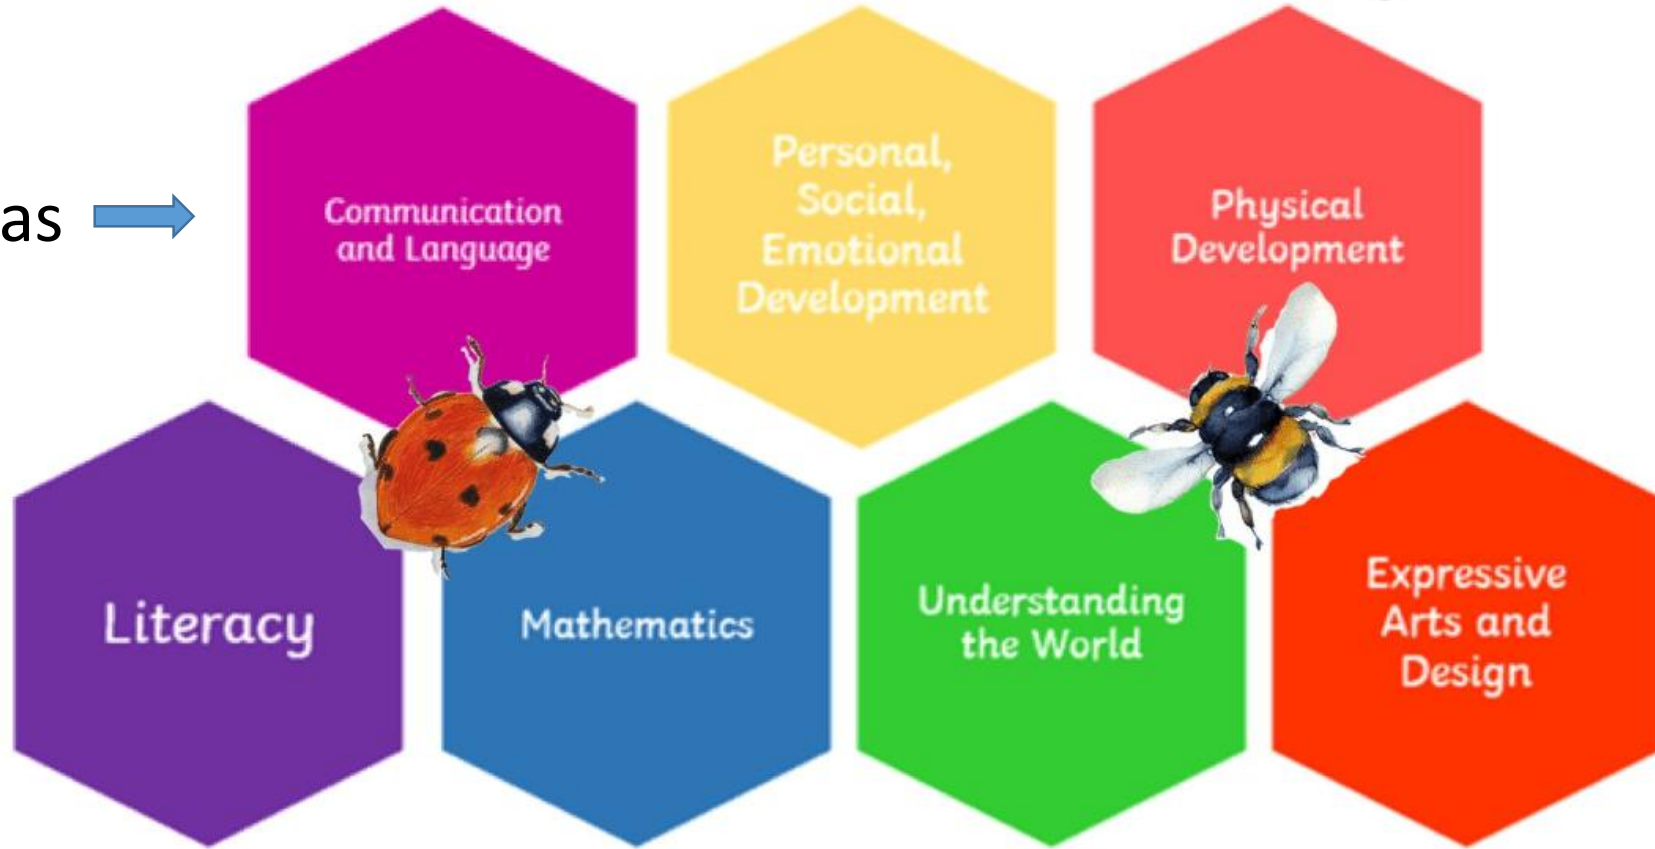 as
Communication
and Language
Personal,
Social,
Emotional
Development
Physical
Development
Literacy
Mathematics
Understanding
the World
Expressive
Arts and
Design